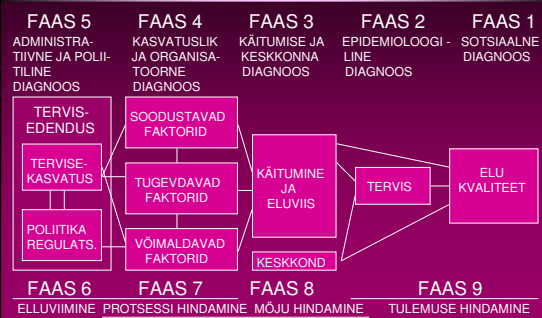 FAAS 5
ADMINISTRA-
TIIVNE JA POLII-
TILINE
DIAGNOOS
FAAS 4
KASVATUSLIK
JA ORGANISA-
TOORNE
DIAGNOOS
FAAS 3
KÄITUMISE JA
KESKKONNA
DIAGNOOS
FAAS 2
EPIDEMIOLOOGI -
LINE
DIAGNOOS
FAAS 1
SOTSIAALNE
DIAGNOOS
TERVIS-
EDENDUS
TERVISE-
KASVATUS
POLIITIKA
REGULATS.
SOODUSTAVAD
FAKTORID
TUGEVDAVAD
FAKTORID
VÕIMALDAVAD
FAKTORID
KÄITUMINE
JA
ELUVIIS
KESKKOND
TERVIS
ELU
KVALITEET
FAAS 6
ELLUVIIMINE
FAAS 7
PROTSESSI HINDAMINE
FAAS 8
MÕJU HINDAMINE
FAAS 9
TULEMUSE HINDAMINE